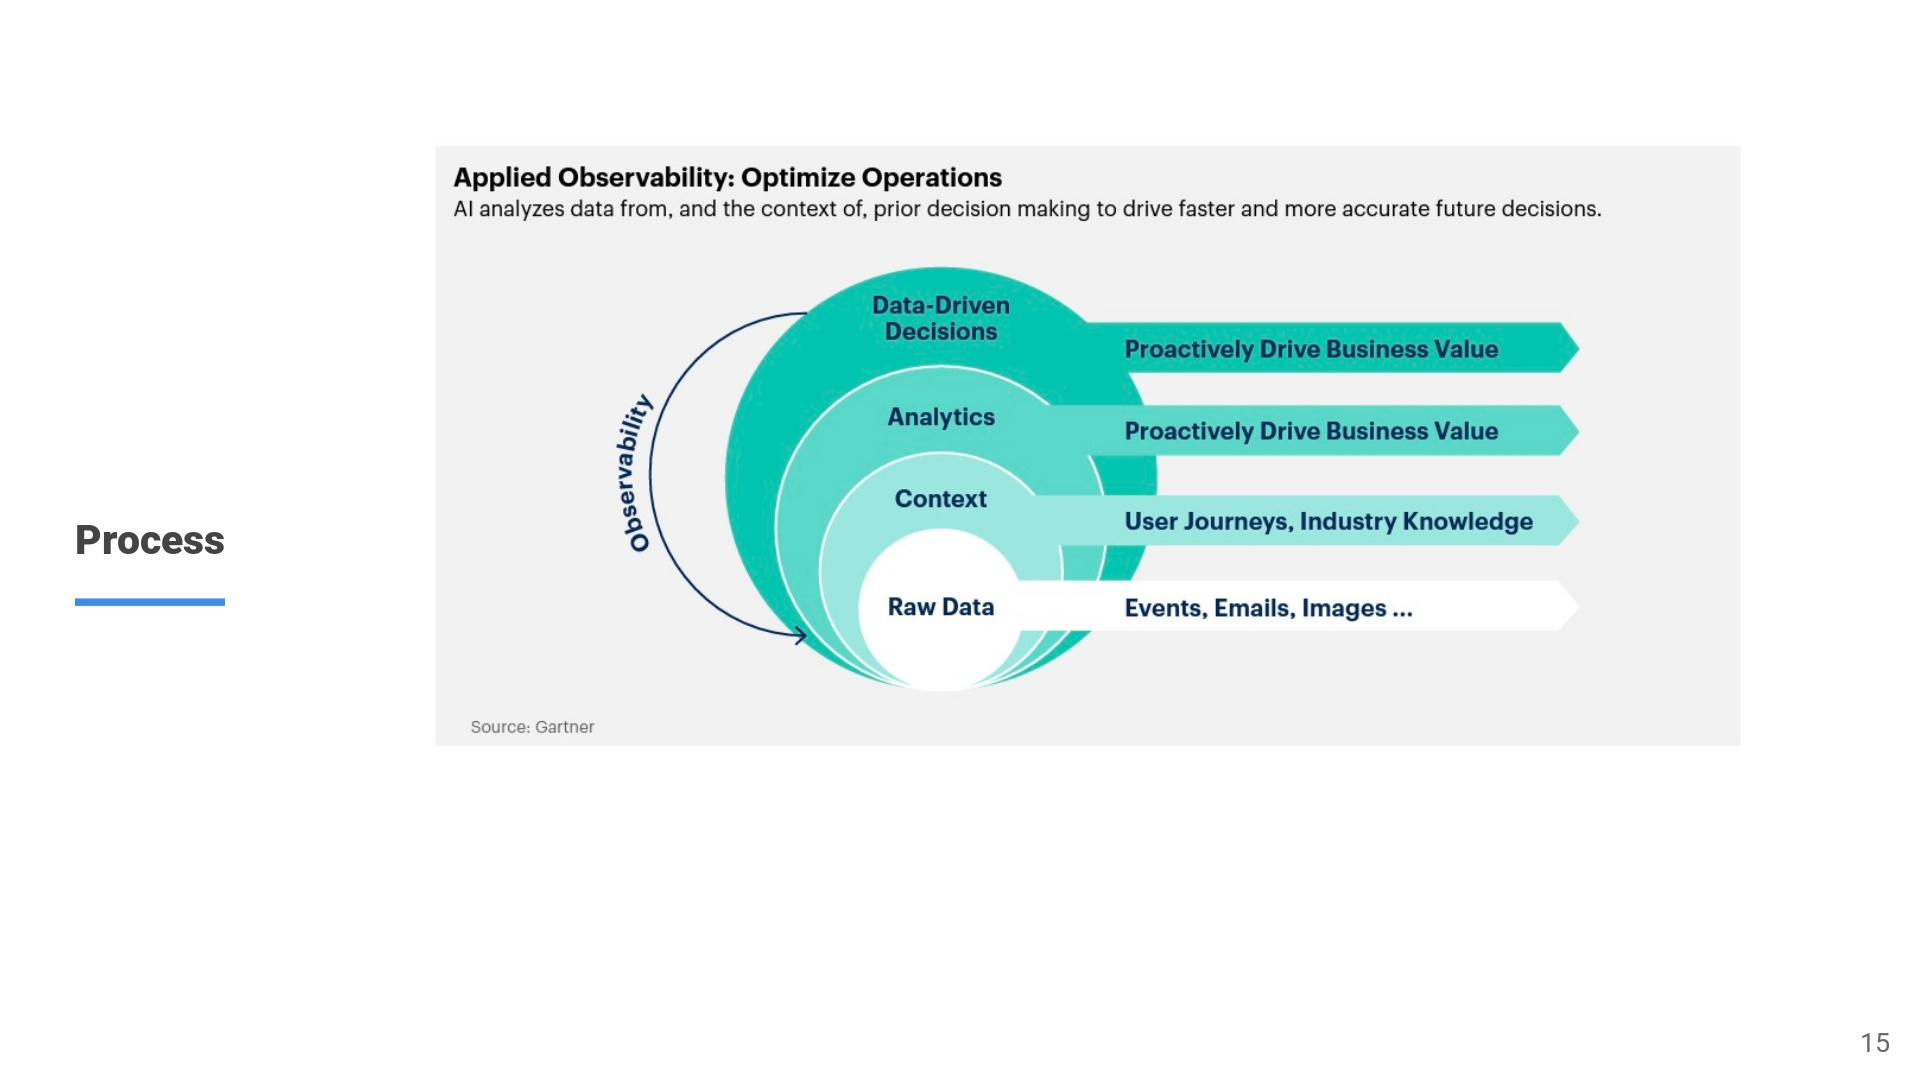 Process
Applied Observability: Optimize Operations
AI analyzes data from, and the context of, prior decision making to drive faster and more accurate future decisions.
Observability
Data-Driven
Decisions
Proactively Drive Business Value
Analytics
Proactively Drive Business Value
Context
User Journeys, Industry Knowledge
Raw Data
Events, Emails, Images ...
Source: Gartner
15